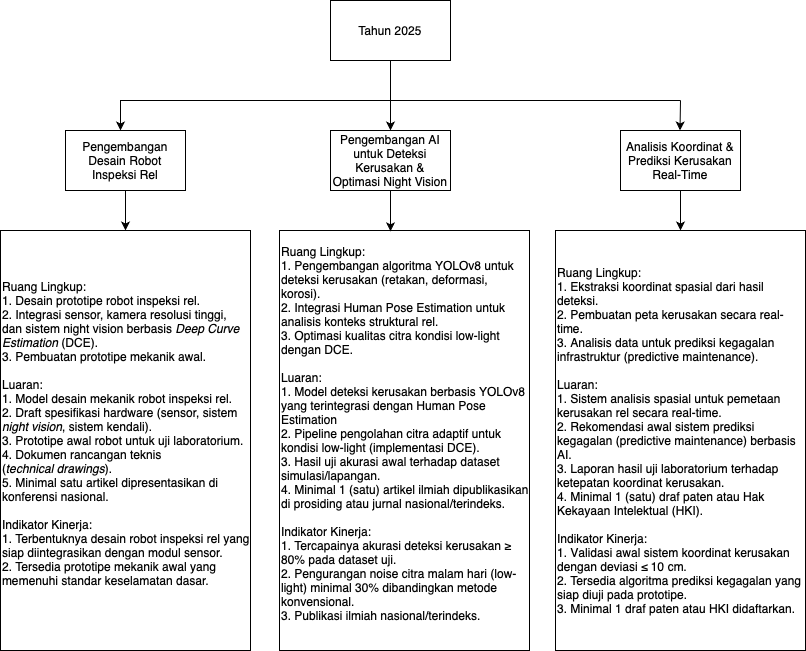 Tahun 2025
Pengembangan
Desain Robot
Inspeksi Rel
Pengembangan AI
untuk Deteksi
Kerusakan &
Optimasi Night Vision
Analisis Koordinat &
Prediksi Kerusakan
Real-Time
Ruang Lingkup:
1. Desain prototipe robot inspeksi rel.
2. Integrasi sensor, kamera resolusi tinggi,
dan sistem night vision berbasis Deep Curve
Estimation (DCE).
3. Pembuatan prototipe mekanik awal.
Luaran:
1. Model desain mekanik robot inspeksi rel.
2. Draft spesifikasi hardware (sensor, sistem
night vision, sistem kendali).
3. Prototipe awal robot untuk uji laboratorium.
4. Dokumen rancangan teknis
(technical drawings).
5. Minimal satu artikel dipresentasikan di
konferensi nasional.
Indikator Kinerja:
1. Terbentuknya desain robot inspeksi rel yang
siap diintegrasikan dengan modul sensor.
2. Tersedia prototipe mekanik awal yang
memenuhi standar keselamatan dasar.
Ruang Lingkup:
1. Pengembangan algoritma YOLOv8 untuk
deteksi kerusakan (retakan, deformasi,
korosi).
2. Integrasi Human Pose Estimation untuk
analisis konteks struktural rel.
3. Optimasi kualitas citra kondisi low-light
dengan DCE.
Luaran:
1. Model deteksi kerusakan berbasis YOLOv8
yang terintegrasi dengan Human Pose
Estimation
2. Pipeline pengolahan citra adaptif untuk
kondisi low-light (implementasi DCE).
3. Hasil uji akurasi awal terhadap dataset
simulasi/lapangan.
4. Minimal 1 (satu) artikel ilmiah dipublikasikan
di prosiding atau jurnal nasional/terindeks.
Indikator Kinerja:
1. Tercapainya akurasi deteksi kerusakan ≥
80% pada dataset uji.
2. Pengurangan noise citra malam hari (low-
light) minimal 30% dibandingkan metode
konvensional.
3. Publikasi ilmiah nasional/terindeks.
Ruang Lingkup:
1. Ekstraksi koordinat spasial dari hasil
deteksi.
2. Pembuatan peta kerusakan secara real-
time.
3. Analisis data untuk prediksi kegagalan
infrastruktur (predictive maintenance).
Luaran:
1. Sistem analisis spasial untuk pemetaan
kerusakan rel secara real-time.
2. Rekomendasi awal sistem prediksi
kegagalan (predictive maintenance) berbasis
AI.
3. Laporan hasil uji laboratorium terhadap
ketepatan koordinat kerusakan.
4. Minimal 1 (satu) draf paten atau Hak
Kekayaan Intelektual (HKI).
Indikator Kinerja:
1. Validasi awal sistem koordinat kerusakan
dengan deviasi ≤ 10 cm.
2. Tersedia algoritma prediksi kegagalan yang
siap diuji pada prototipe.
3. Minimal 1 draf paten atau HKI didaftarkan.